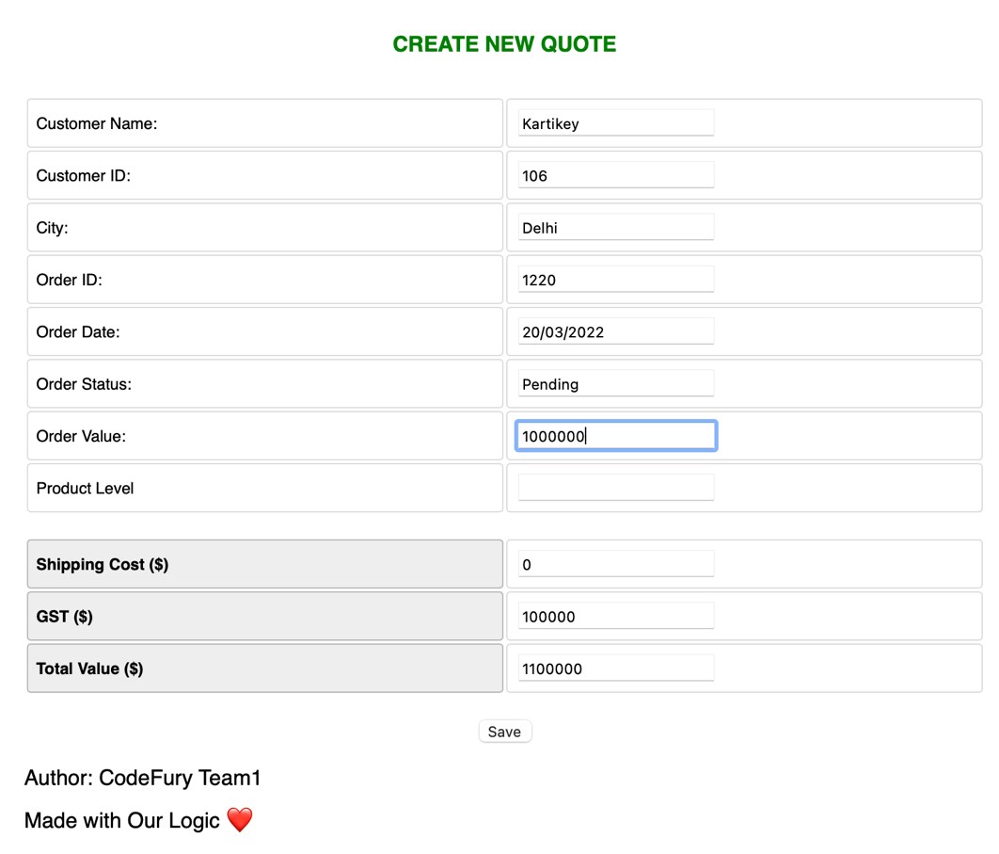 CREATE NEW QUOTE
Customer Name: Kartikey
Customer ID: 106
City: Delhi
Order ID: 1220
Order Date: 20/03/2022
Order Status: Pending
Order Value: 1000000
Product Level
Shipping Cost ($) 0
GST ($) 100000
Total Value ($) 1100000
Save
Author: CodeFury Team1
Made with Our Logic ❤️